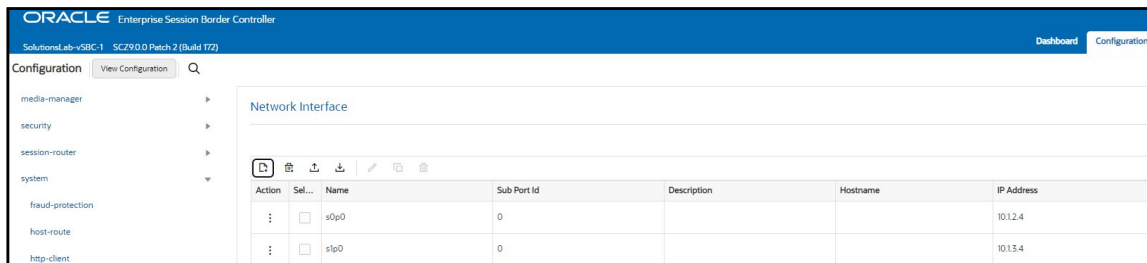 ORACLE Enterprise Session Border Controller
SolutionsLab-vSBC-1 SCZ9.0.0 Patch 2 (Build 172)
Dashboard Configuration
Configuration View Configuration
media-manager
security
session-router
system
fraud-protection
host-route
http-client
Network Interface
Action Sel... Name Sub Port Id Description Hostname IP Address
s0p0 0 10.1.2.4
s1p0 0 10.1.3.4